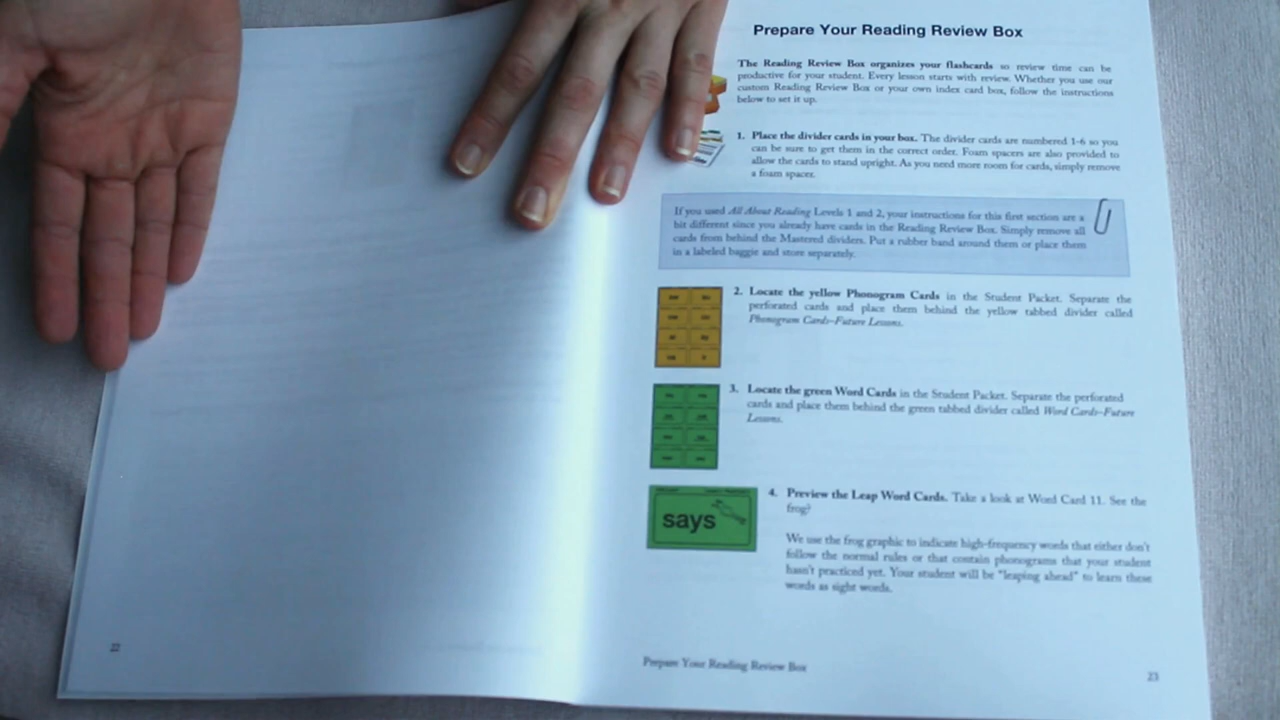 Prepare Your Reading Review Box
The Reading Review Box organizes your flashcards so review time can be
productive for your student. Every lesson starts with review. Whether you use our
custom Reading Review Box or your own index card box, follow the instructions
below to set it up.
1. Place the divider cards in your box. The divider cards are numbered 1-6 so you
can be sure to get them in the correct order. Foam spacers are also provided to
allow the cards to stand upright. As you need more room for cards, simply remove
a foam spacer.
If you used All About Reading Levels 1 and 2, your instructions for this first section are a
bit different since you already have cards in the Reading Review Box. Simply remove all
cards from behind the Mastered dividers. Put a rubber band around them or place them
in a labeled baggie and store separately.
2. Locate the yellow Phonogram Cards in the Student Packet. Separate the
perforated cards and place them behind the yellow tabbed divider called
Phonogram Cards–Future Lessons.
3. Locate the green Word Cards in the Student Packet. Separate the perforated
cards and place them behind the green tabbed divider called Word Cards–Future
Lessons.
says
4. Preview the Leap Word Cards. Take a look at Word Card 11. See the
frog?
We use the frog graphic to indicate high-frequency words that either don't
follow the normal rules or that contain phonograms that your student
hasn't practiced yet. Your student will be "leaping ahead" to learn these
words as sight words.
22
Prepare Your Reading Review Box
23